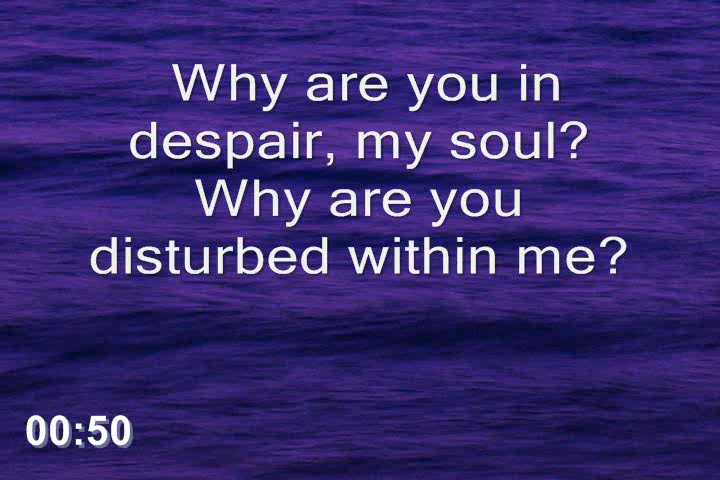 Why are you in
despair, my soul?
Why are you
disturbed within me?
00:50